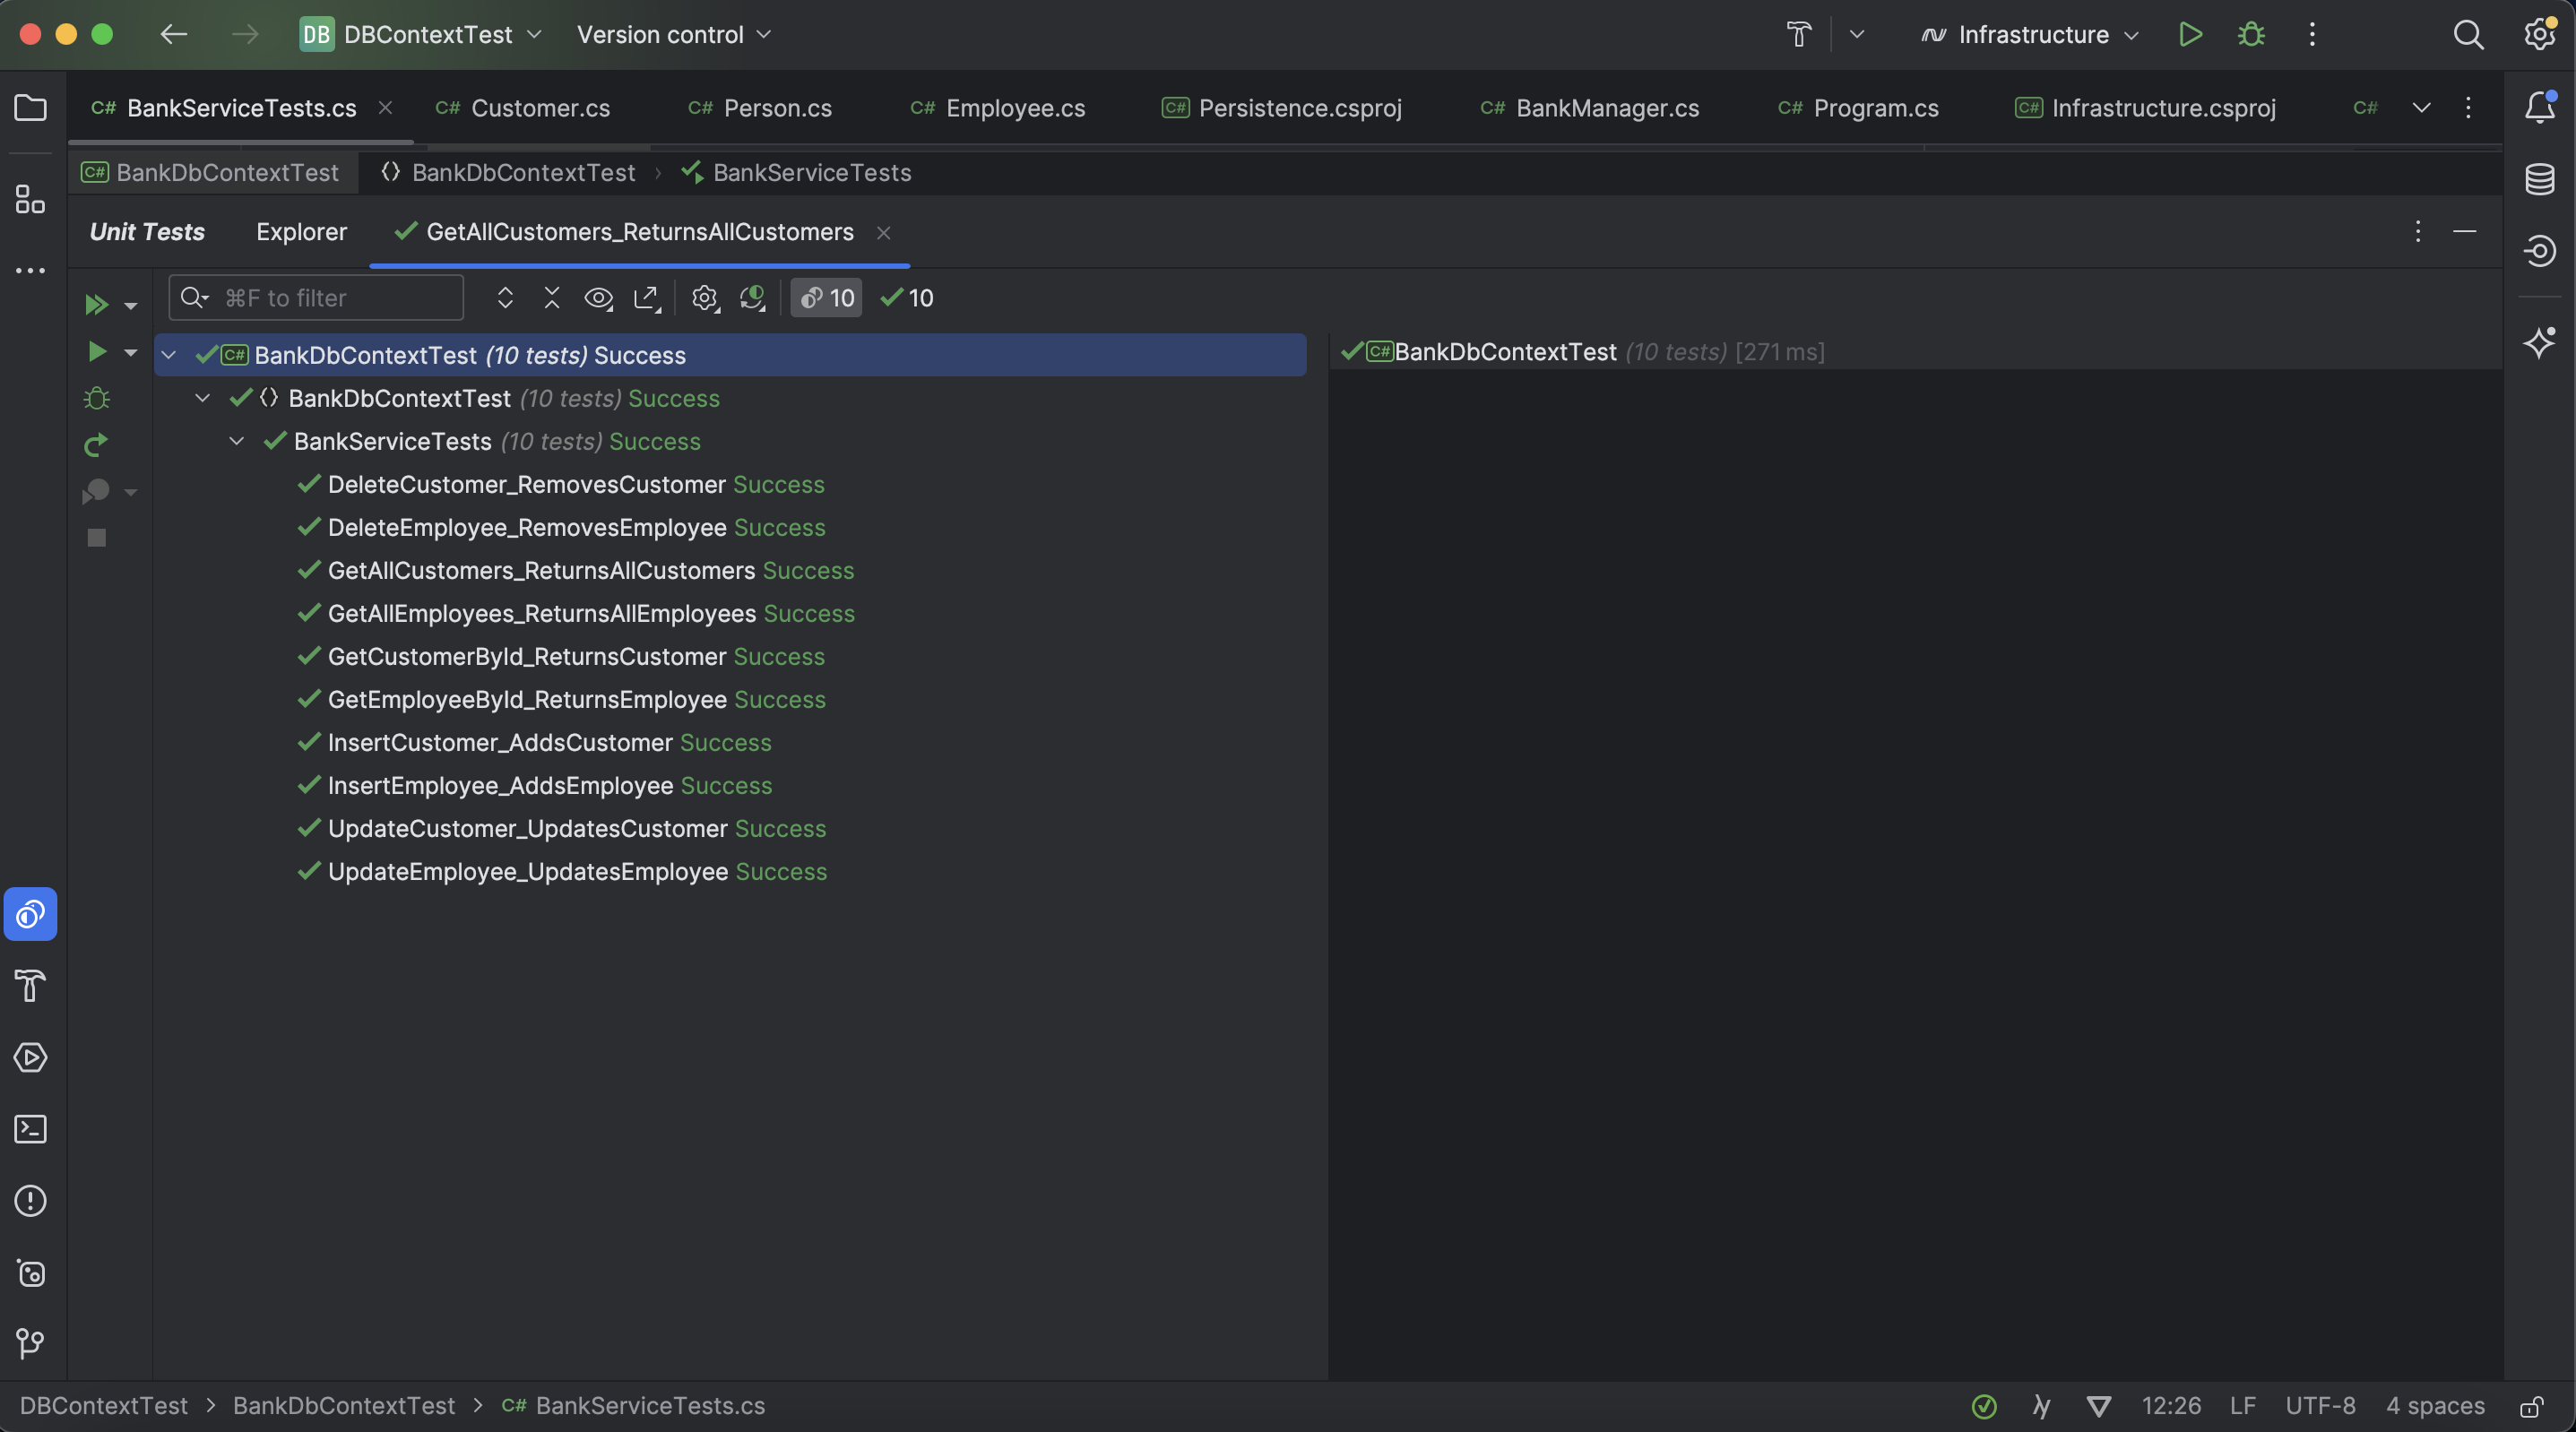 DB DBContextTest Version control Infrastructure
C# BankServiceTests.cs C# Customer.cs C# Person.cs C# Employee.cs C# Persistence.csproj C# BankManager.cs C# Program.cs C# Infrastructure.csproj C#
C# BankDbContextTest BankDbContextTest BankServiceTests
Unit Tests Explorer GetAllCustomers_ReturnsAllCustomers
⌘F to filter 10 10
C# BankDbContextTest (10 tests) Success
C# BankDbContextTest (10 tests) [271 ms]
BankDbContextTest (10 tests) Success
BankServiceTests (10 tests) Success
DeleteCustomer_RemovesCustomer Success
DeleteEmployee_RemovesEmployee Success
GetAllCustomers_ReturnsAllCustomers Success
GetAllEmployees_ReturnsAllEmployees Success
GetCustomerById_ReturnsCustomer Success
GetEmployeeById_ReturnsEmployee Success
InsertCustomer_AddsCustomer Success
InsertEmployee_AddsEmployee Success
UpdateCustomer_UpdatesCustomer Success
UpdateEmployee_UpdatesEmployee Success
DBContextTest > BankDbContextTest > C# BankServiceTests.cs 12:26 LF UTF-8 4 spaces